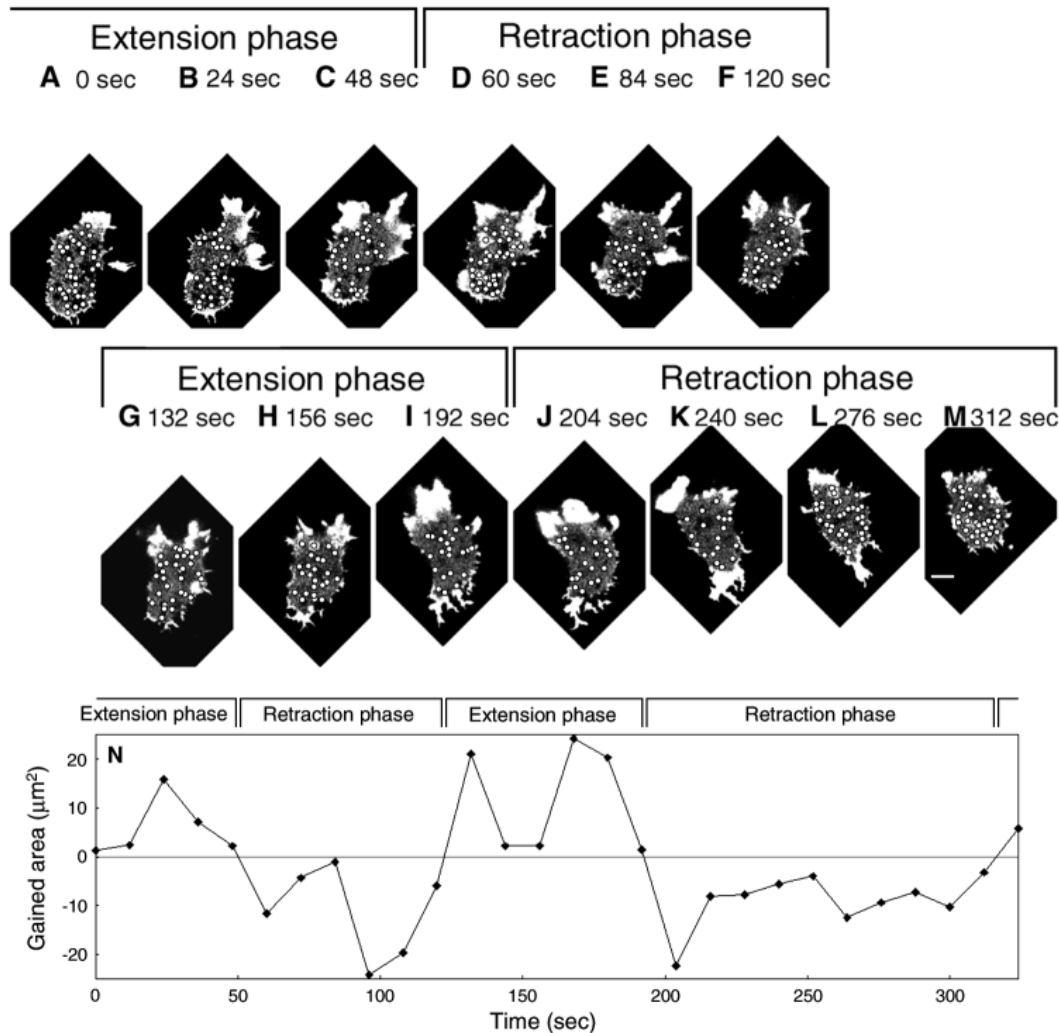 Extension phase Retraction phase
A 0 sec B 24 sec C 48 sec D 60 sec E 84 sec F 120 sec
Extension phase Retraction phase
G 132 sec H 156 sec I 192 sec J 204 sec K 240 sec L 276 sec M 312 sec
Extension phase Retraction phase Extension phase Retraction phase
N
20
10
0
-10
-20
Gained area (μm²)
0 50 100 150 200 250 300
Time (sec)